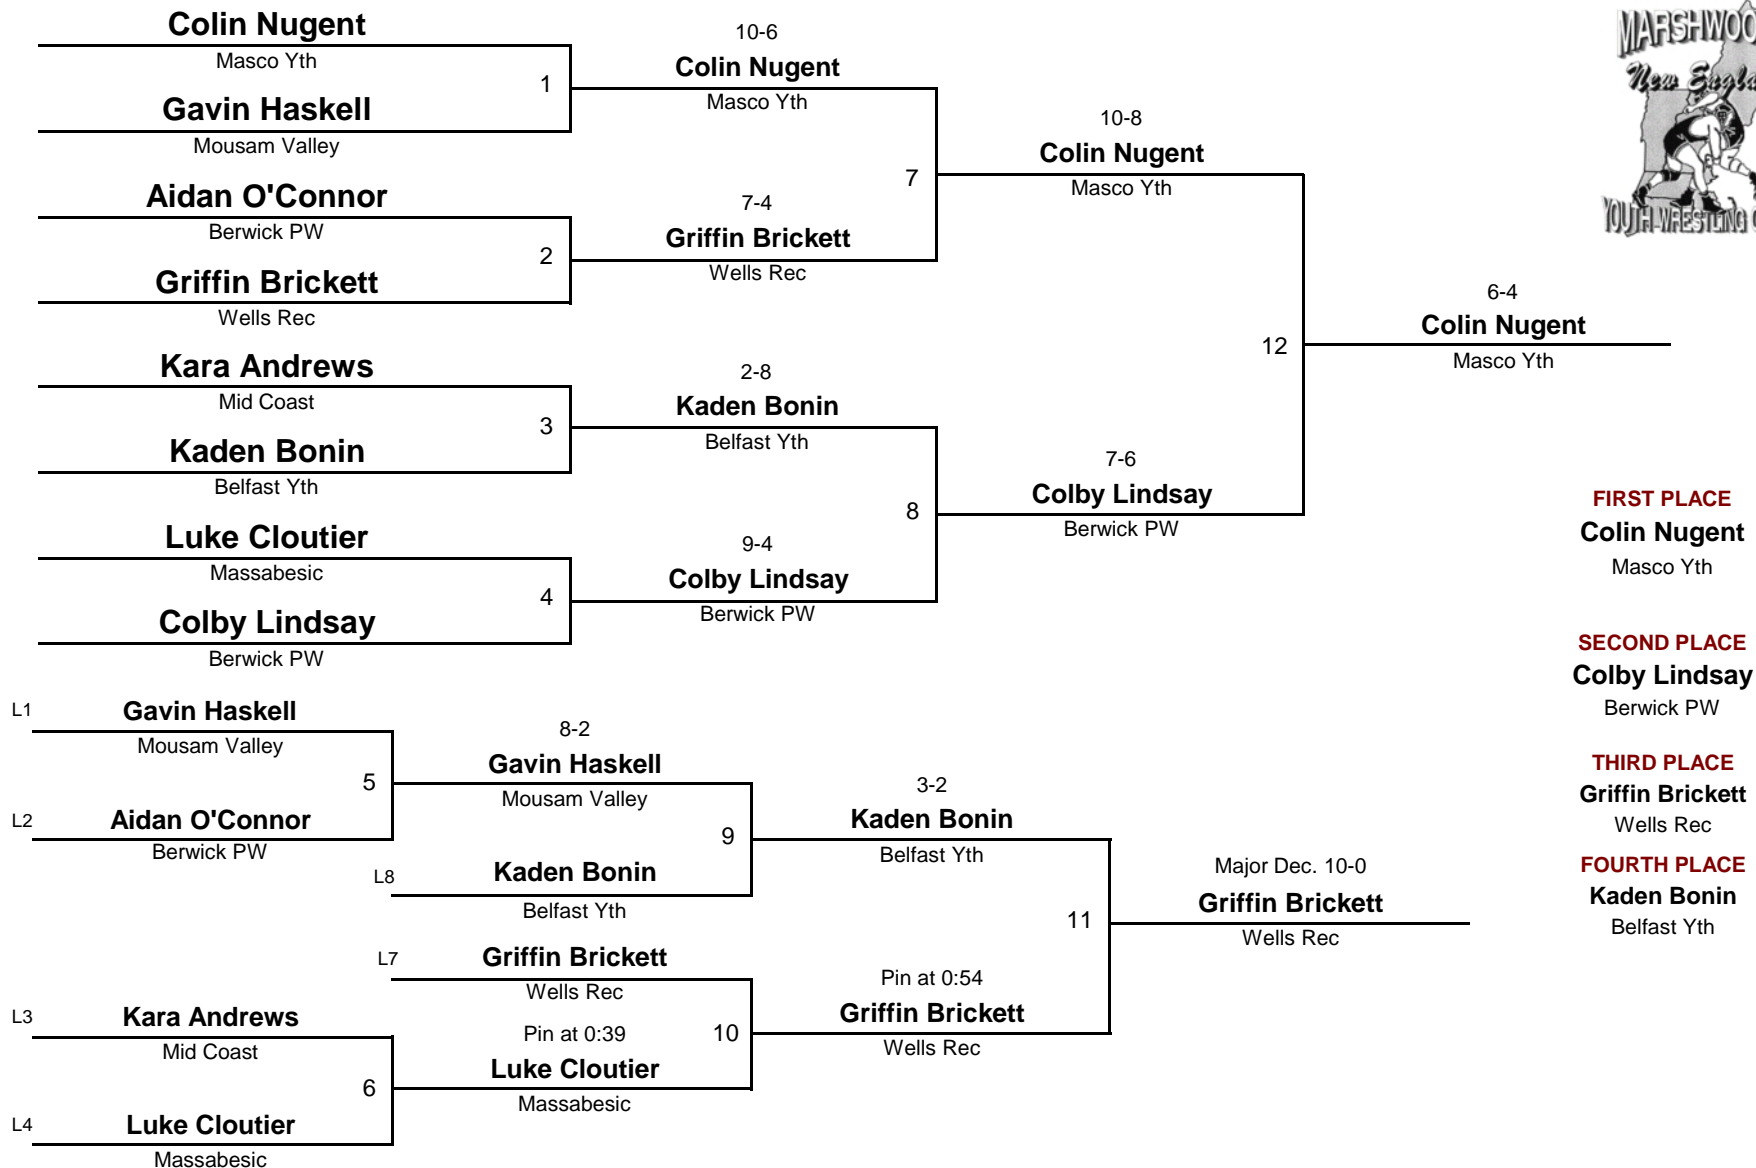 Colin Nugent
Masco Yth
1
Gavin Haskell
Mousam Valley
Aidan O'Connor
Berwick PW
2
Griffin Brickett
Wells Rec
Kara Andrews
Mid Coast
3
Kaden Bonin
Belfast Yth
Luke Cloutier
Massabesic
4
Colby Lindsay
Berwick PW
10-6
Colin Nugent
Masco Yth
7
7-4
Griffin Brickett
Wells Rec
2-8
Kaden Bonin
Belfast Yth
8
9-4
Colby Lindsay
Berwick PW
10-8
Colin Nugent
Masco Yth
12
7-6
Colby Lindsay
Berwick PW
6-4
Colin Nugent
Masco Yth
New
YOUTH WRESTLING
FIRST PLACE
Colin Nugent
Masco Yth
SECOND PLACE
Colby Lindsay
Berwick PW
THIRD PLACE
Griffin Brickett
Wells Rec
FOURTH PLACE
Kaden Bonin
Belfast Yth
L1
Gavin Haskell
Mousam Valley
5
L2
Aidan O'Connor
Berwick PW
8-2
Gavin Haskell
Mousam Valley
9
L8
Kaden Bonin
Belfast Yth
L7
Griffin Brickett
Wells Rec
10
L3
Kara Andrews
Mid Coast
6
L4
Luke Cloutier
Massabesic
Pin at 0:39
Luke Cloutier
Massabesic
3-2
Kaden Bonin
Belfast Yth
11
Pin at 0:54
Griffin Brickett
Wells Rec
Major Dec. 10-0
Griffin Brickett
Wells Rec